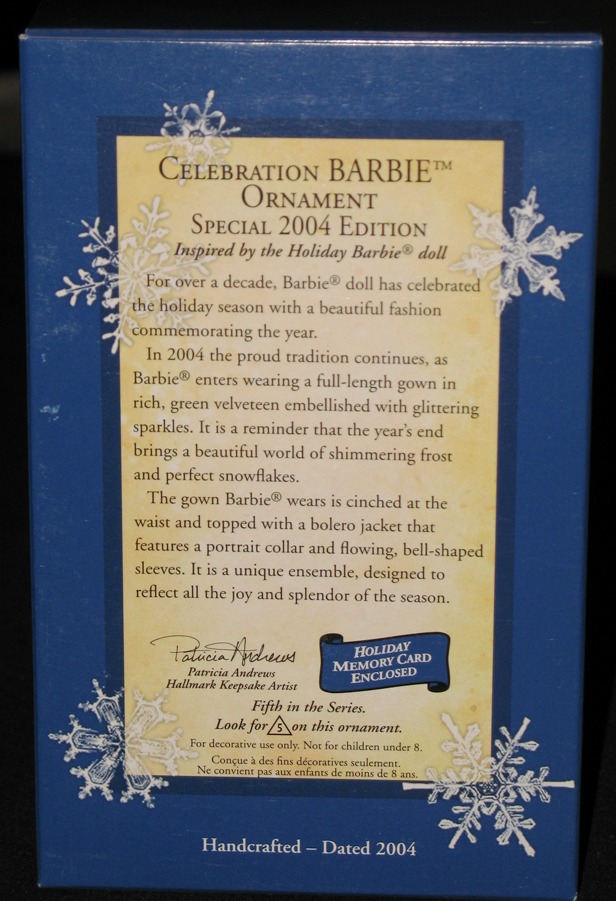 CELEBRATION BARBIE™
ORNAMENT
SPECIAL 2004 EDITION
Inspired by the Holiday Barbie® doll
For over a decade, Barbie® doll has celebrated
the holiday season with a beautiful fashion
commemorating the year.
In 2004 the proud tradition continues, as
Barbie® enters wearing a full-length gown in
rich, green velveteen embellished with glittering
sparkles. It is a reminder that the year's end
brings a beautiful world of shimmering frost
and perfect snowflakes.
The gown Barbie® wears is cinched at the
waist and topped with a bolero jacket that
features a portrait collar and flowing, bell-shaped
sleeves. It is a unique ensemble, designed to
reflect all the joy and splendor of the season.
Patricia Andrews
Patricia Andrews
Hallmark Keepsake Artist
HOLIDAY
MEMORY CARD
ENCLOSED
Fifth in the Series.
Look for 5 on this ornament.
For decorative use only. Not for children under 8.
Conçue à des fins décoratives seulement.
Ne convient pas aux enfants de moins de 8 ans.
Handcrafted – Dated 2004